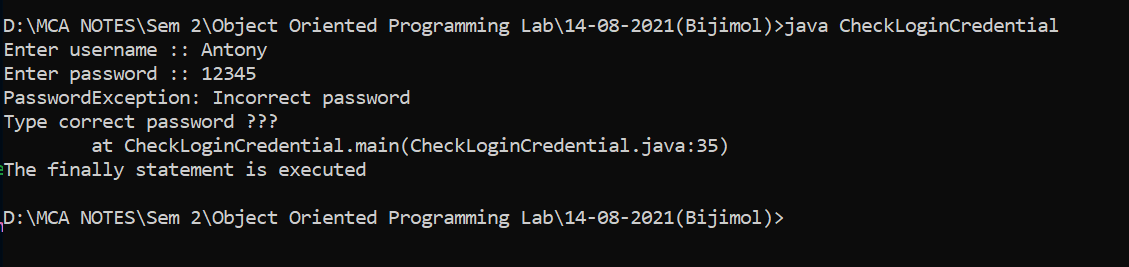 D:\MCA NOTES\Sem 2\Object Oriented Programming Lab\14-08-2021(Bijimol)>java CheckLoginCredential
Enter username :: Antony
Enter password :: 12345
PasswordException: Incorrect password
Type correct password ???
        at CheckLoginCredential.main(CheckLoginCredential.java:35)
The finally statement is executed
D:\MCA NOTES\Sem 2\Object Oriented Programming Lab\14-08-2021(Bijimol)>